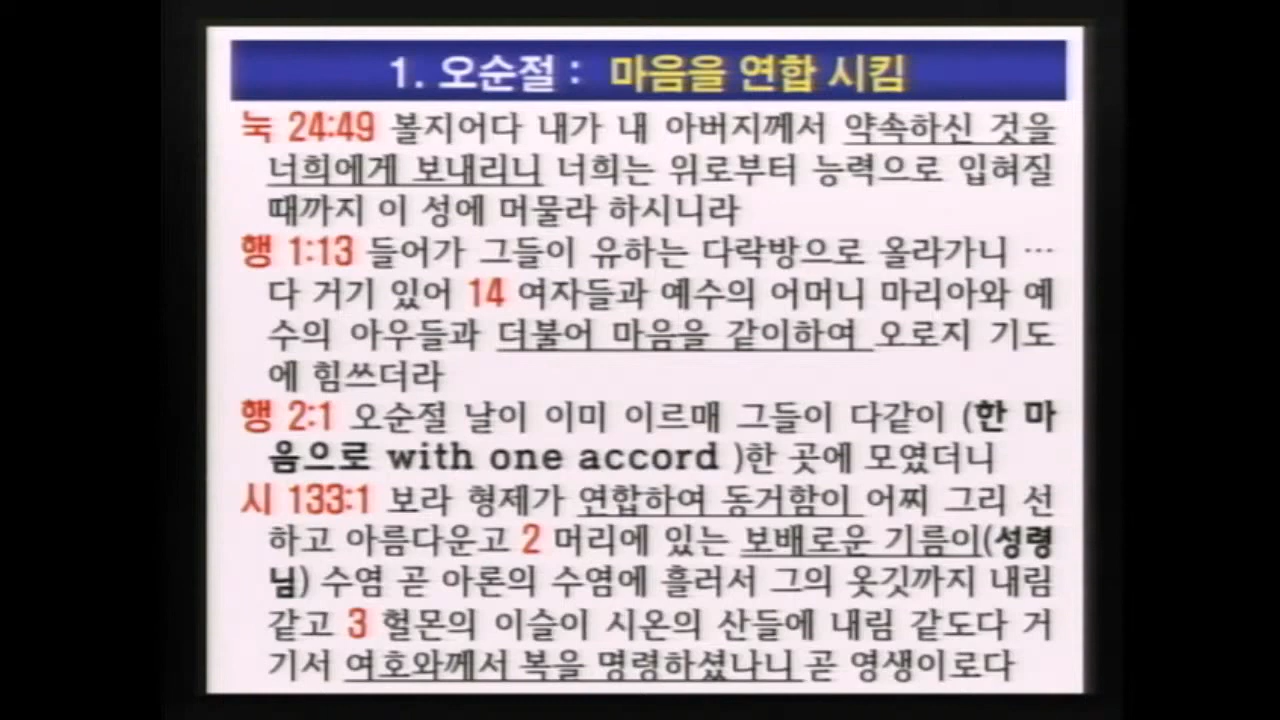 1. 오순절 : 마음을 연합 시킴
눅 24:49 볼지어다 내가 내 아버지께서 약속하신 것을
너희에게 보내리니 너희는 위로부터 능력으로 입혀질
때까지 이 성에 머물라 하시니라
행 1:13 들어가 그들이 유하는 다락방으로 올라가니 …
다 거기 있어 14 여자들과 예수의 어머니 마리아와 예
수의 아우들과 더불어 마음을 같이하여 오로지 기도
에 힘쓰더라
행 2:1 오순절 날이 이미 이르매 그들이 다같이 (한 마
음으로 with one accord )한 곳에 모였더니
시 133:1 보라 형제가 연합하여 동거함이 어찌 그리 선
하고 아름다운고 2 머리에 있는 보배로운 기름이(성령
님) 수염 곧 아론의 수염에 흘러서 그의 옷깃까지 내림
같고 3 헐몬의 이슬이 시온의 산들에 내림 같도다 거
기서 여호와께서 복을 명령하셨나니 곧 영생이로다